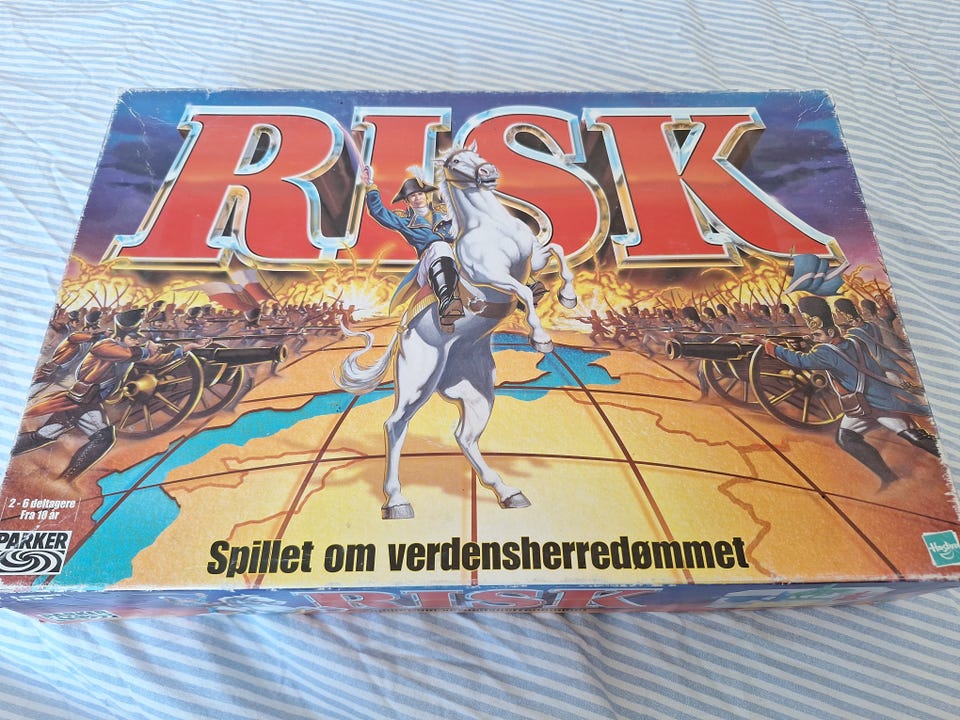 RISK
2 - 6 deltagere
Fra 10 år
PARKER
Spillet om verdensherredømmet
Hasbro
RISK